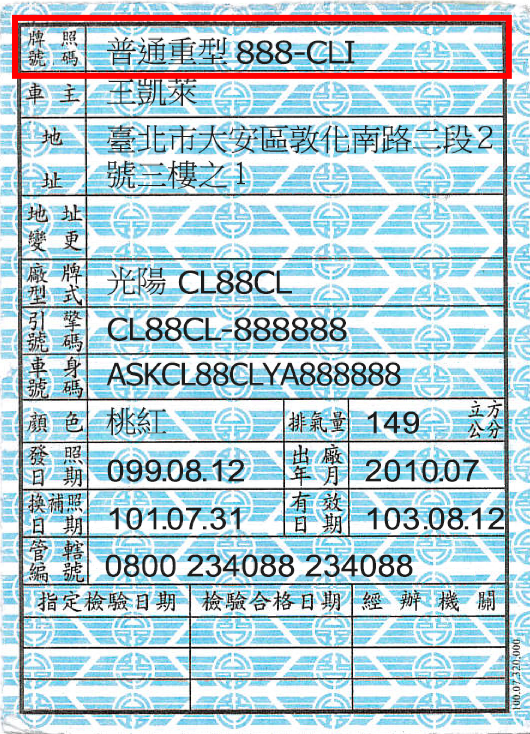 牌照號碼 普通重型 888-CLI
車主 王凱萊
地址 臺北市大安區敦化南路二段2
號三樓之1
地址變更
廠牌型式 光陽 CL88CL
引擎號碼 CL88CL-888888
車身號碼 ASKCL88CLYA888888
顏色 桃紅 排氣量 149 立方公分
發照日期 099.08.12 出廠年月 2010.07
換補照日期 101.07.31 有效日期 103.08.12
管轄編號 0800 234088 234088
指定檢驗日期 檢驗合格日期 經辦機關
100.07.320,000